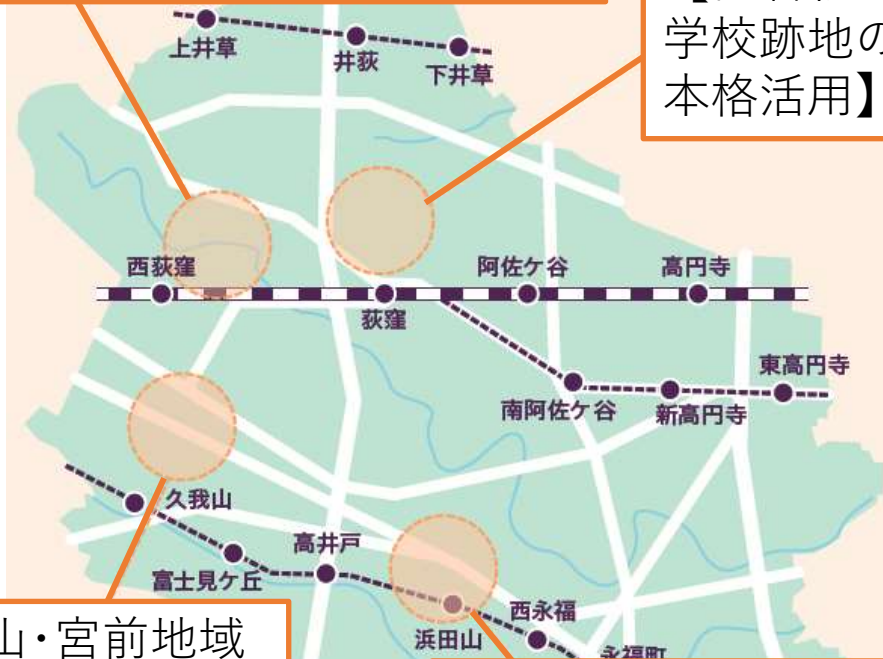 学校跡地の
本格活用】
上井草
井荻
下井草
西荻窪
阿佐ケ谷
高円寺
荻窪
東高円寺
南阿佐ケ谷
新高円寺
久我山
高井戸
富士見ケ丘
西永福
浜田山
永福町
山・宮前地域